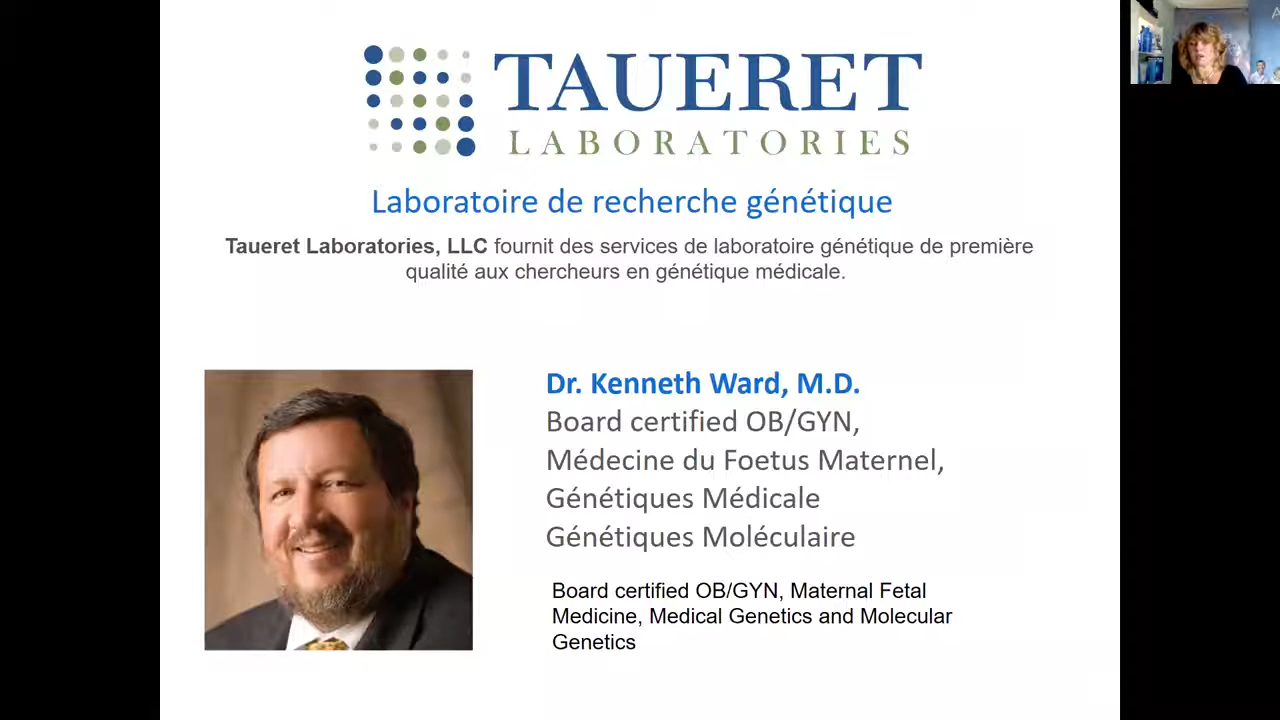 TAUERET
LABORATORIES
Laboratoire de recherche génétique
Taueret Laboratories, LLC fournit des services de laboratoire génétique de première
qualité aux chercheurs en génétique médicale.
Dr. Kenneth Ward, M.D.
Board certified OB/GYN,
Médecine du Foetus Maternel,
Génétiques Médicale
Génétiques Moléculaire
Board certified OB/GYN, Maternal Fetal
Medicine, Medical Genetics and Molecular
Genetics